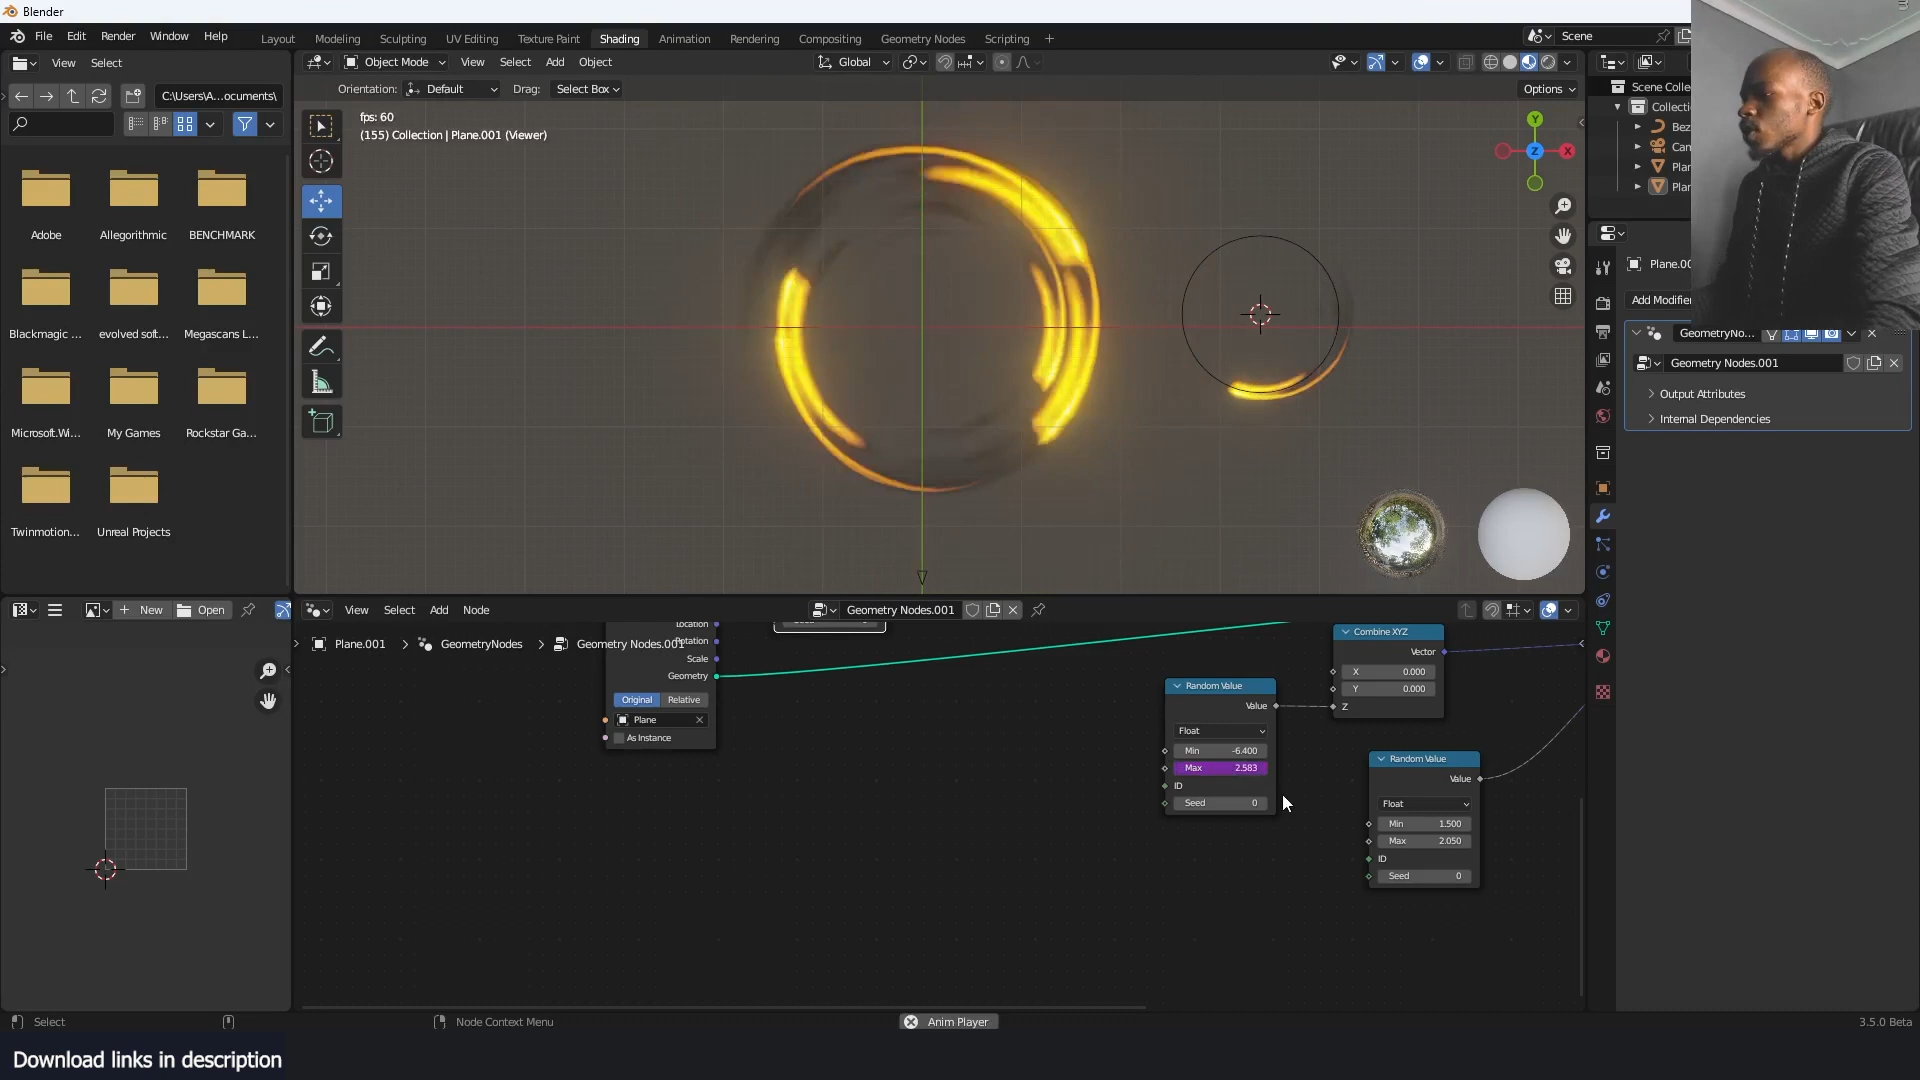 Blender
File Edit Render Window Help
Layout Modeling Sculpting UV Editing Texture Paint Shading Animation Rendering Compositing Geometry Nodes Scripting +
Scene
View Select
Object Mode View Select Add Object Global
C:\Users\A...ocuments\
Orientation: Default Drag: Select Box
Options
fps: 60
(155) Collection | Plane.001 (Viewer)
Y
Z
X
Scene Colle
Collecti
Bez
Can
Plan
Plan
Plane.00
Add Modifie
GeometryNo...
Geometry Nodes.001
Output Attributes
Internal Dependencies
Adobe
Allegorithmic
BENCHMARK
Blackmagic ...
evolved soft...
Megascans L...
Microsoft.Wi...
My Games
Rockstar Ga...
Twinmotion...
Unreal Projects
New
Open
View Select Add Node
Geometry Nodes.001
Plane.001 > GeometryNodes > Geometry Nodes.001
Location
Rotation
Scale
Geometry
Original Relative
Plane
As Instance
Random Value
Value
Float
Min -6.400
Max 2.583
ID
Seed 0
Combine XYZ
Vector
X 0.000
Y 0.000
Z
Random Value
Value
Float
Min 1.500
Max 2.050
ID
Seed 0
Select
Node Context Menu
Anim Player
3.5.0 Beta
Download links in description